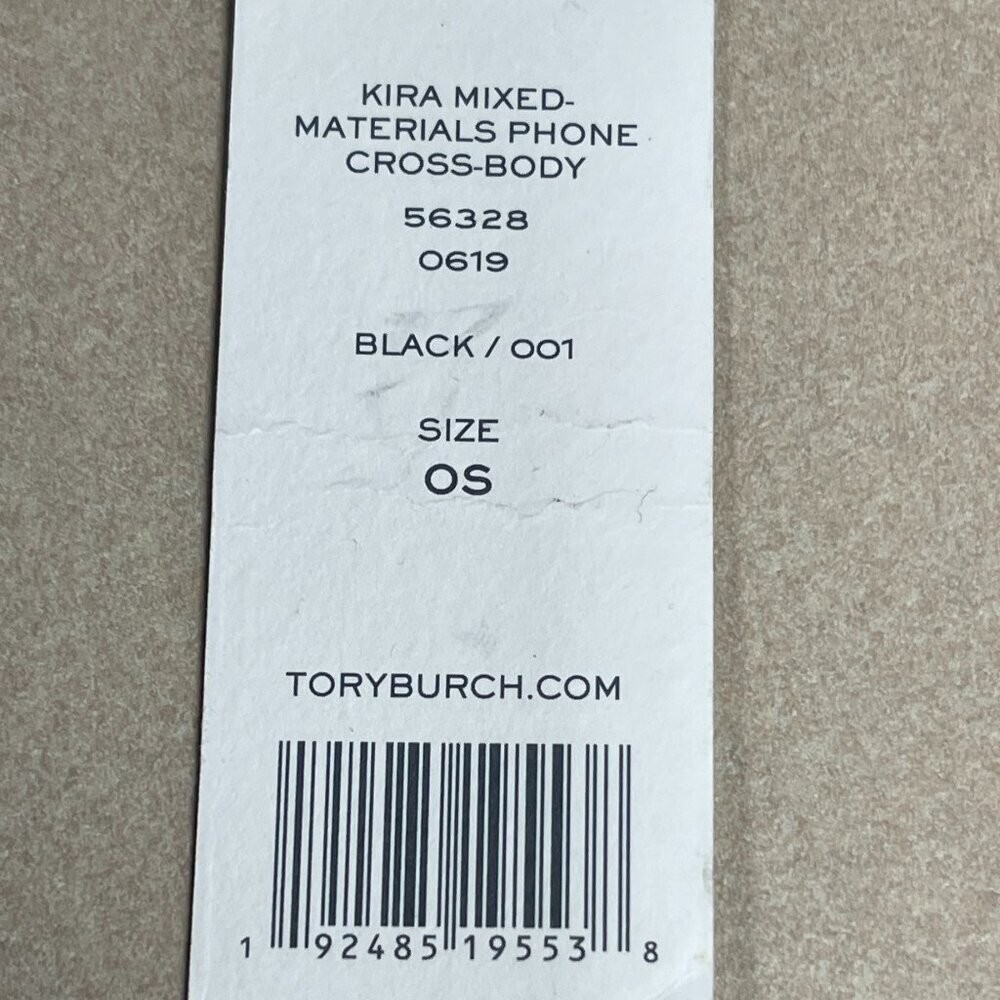 KIRA MIXED-
MATERIALS PHONE
CROSS-BODY
56328
0619
BLACK / 001
SIZE
OS
TORYBURCH.COM
1 92485 19553 8